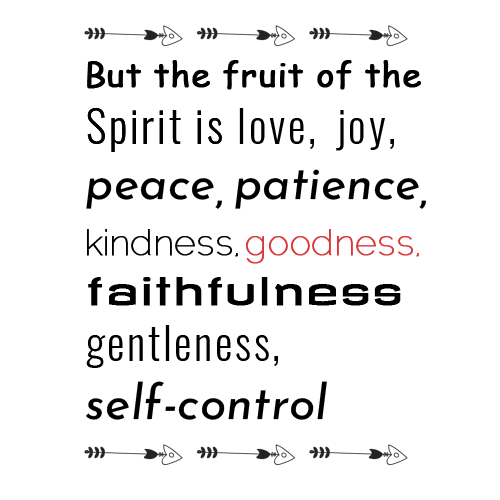 But the fruit of the
Spirit is love, joy,
peace, patience,
kindness, goodness,
faithfulness
gentleness,
self-control